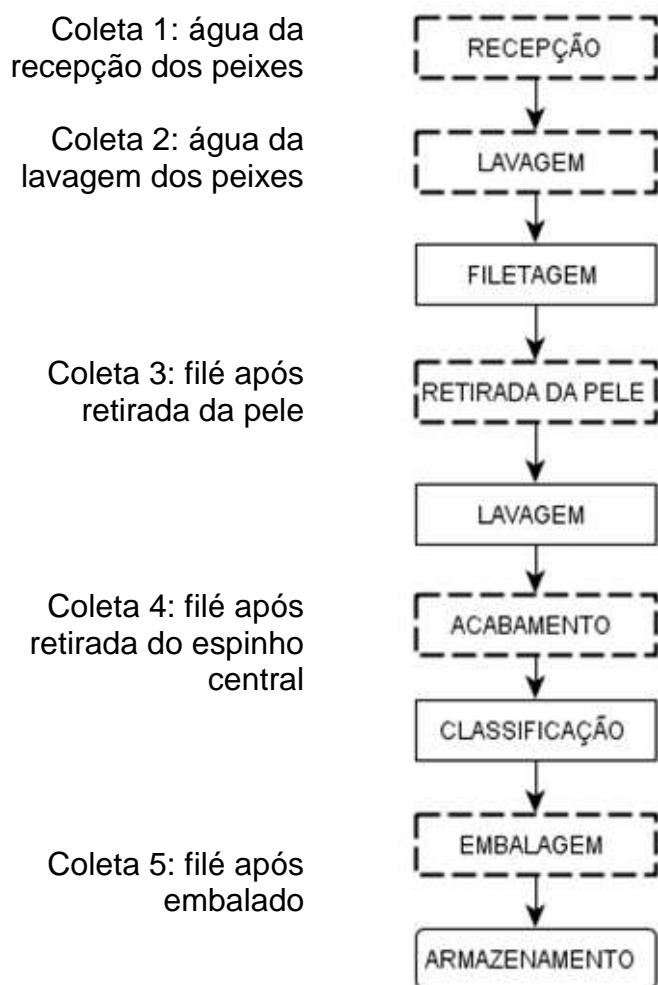 Coleta 1: água da
recepção dos peixes
RECEPÇÃO
Coleta 2: água da
lavagem dos peixes
LAVAGEM
FILETAGEM
Coleta 3: filé após
retirada da pele
RETIRADA DA PELE
LAVAGEM
Coleta 4: filé após
retirada do espinho
central
ACABAMENTO
CLASSIFICAÇÃO
EMBALAGEM
Coleta 5: filé após
embalado
ARMAZENAMENTO